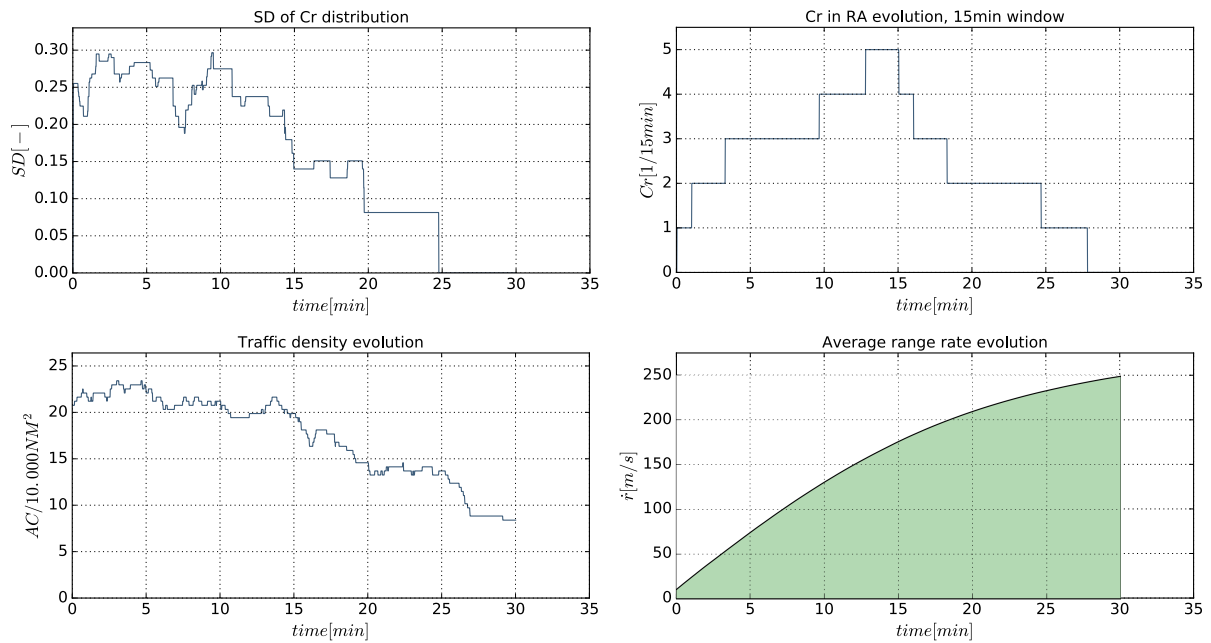 SD of Cr distribution
0.30
0.25
0.20
0.15
0.10
0.05
0.00
SD[−]
0 5 10 15 20 25 30 35
time[min]
Cr in RA evolution, 15min window
5
4
3
2
1
0
Cr[1/15min]
0 5 10 15 20 25 30 35
time[min]
Traffic density evolution
25
20
15
10
5
0
AC/10.000NM²
0 5 10 15 20 25 30 35
time[min]
Average range rate evolution
250
200
150
100
50
0
ṙ[m/s]
0 5 10 15 20 25 30 35
time[min]